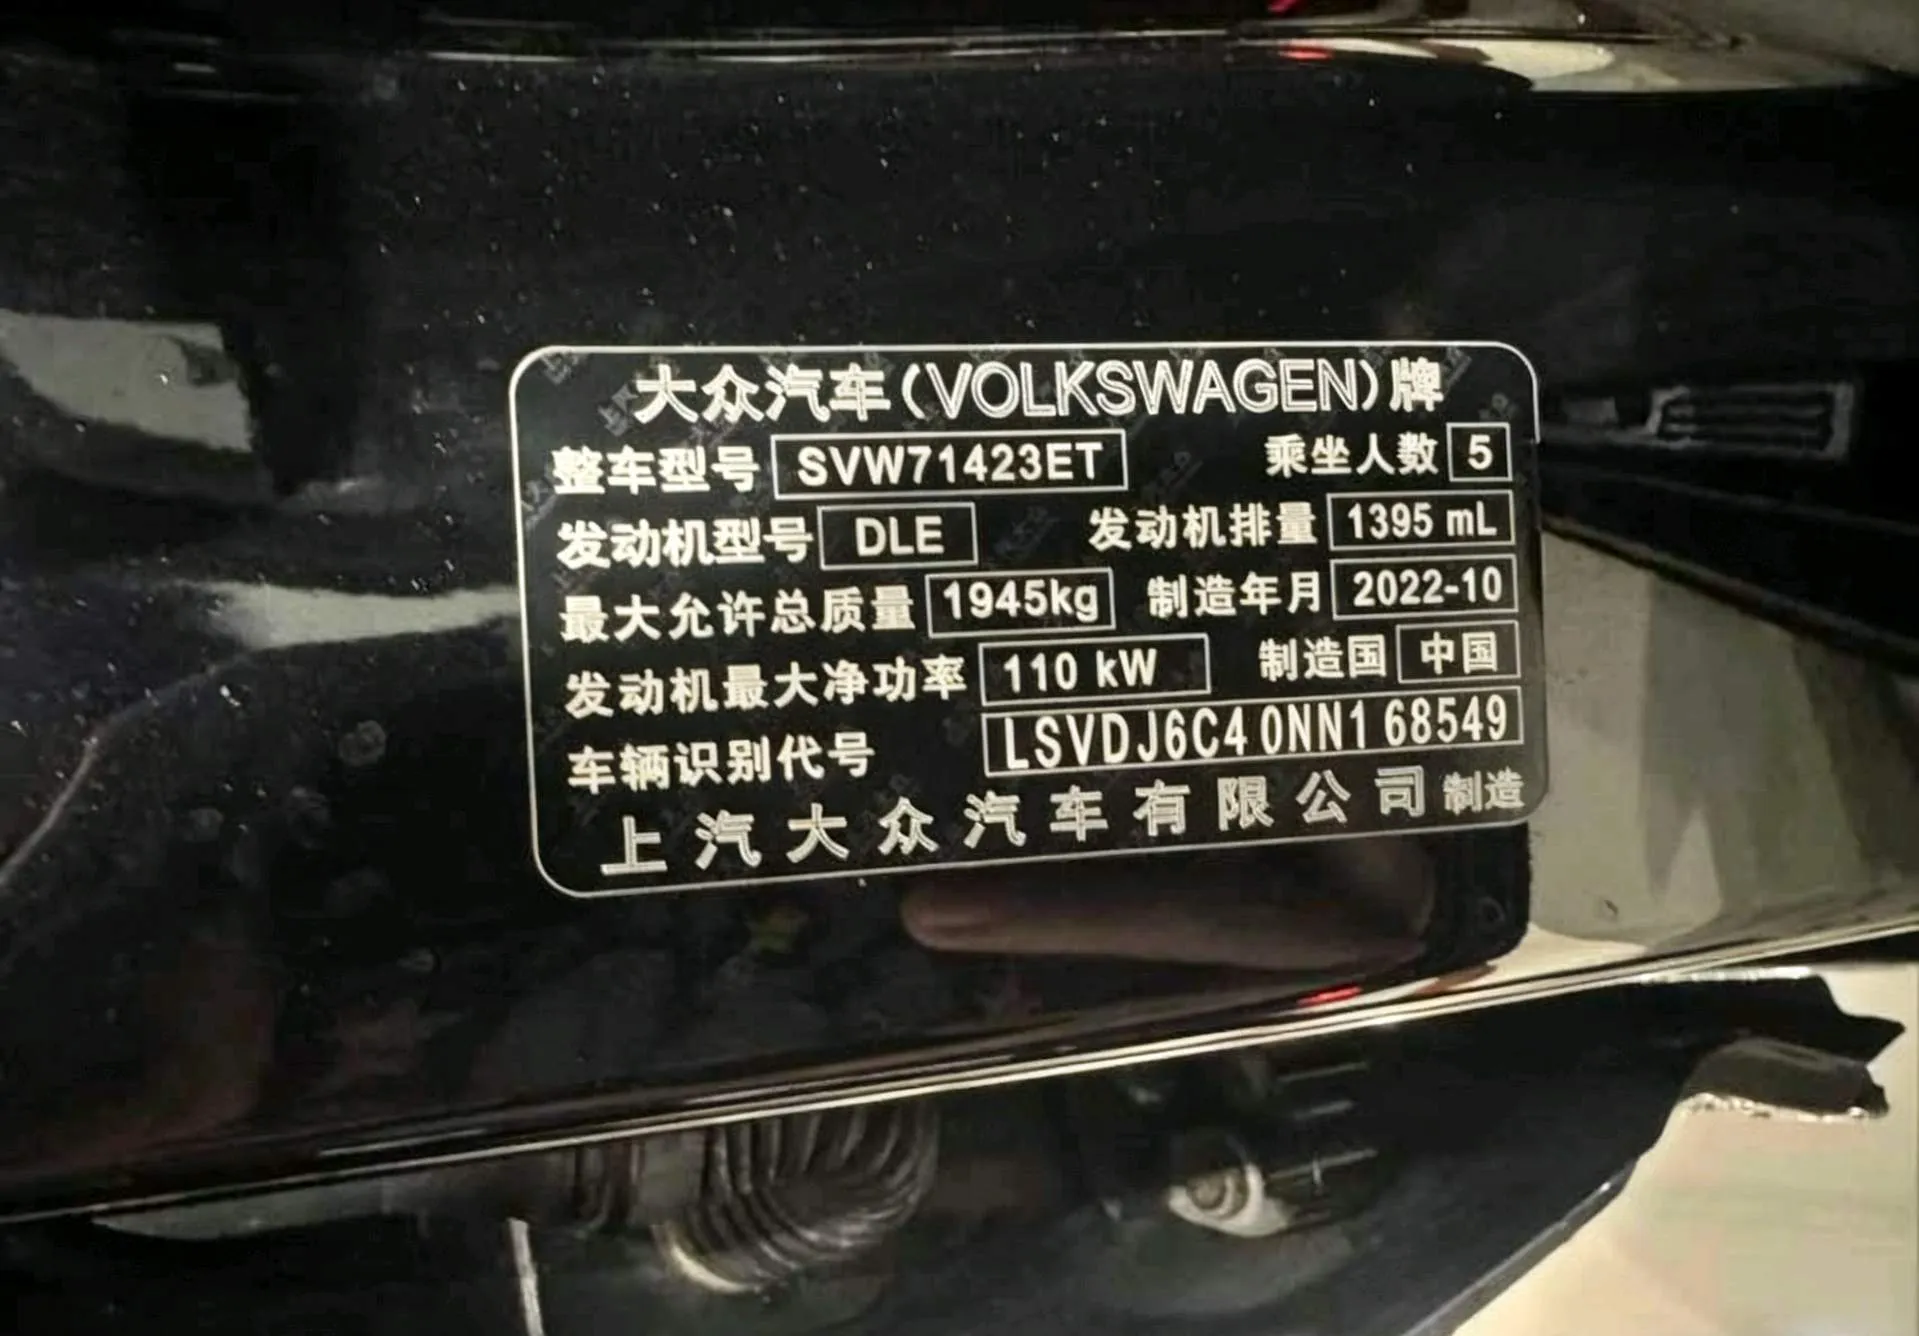 大众汽车(VOLKSWAGEN)牌
整车型号 SVW71423ET 乘坐人数 5
发动机型号 DLE 发动机排量 1395 mL
最大允许总质量 1945kg 制造年月 2022-10
发动机最大净功率 110 kW 制造国 中国
车辆识别代号 LSVDJ6C40NN168549
上汽大众汽车有限公司制造